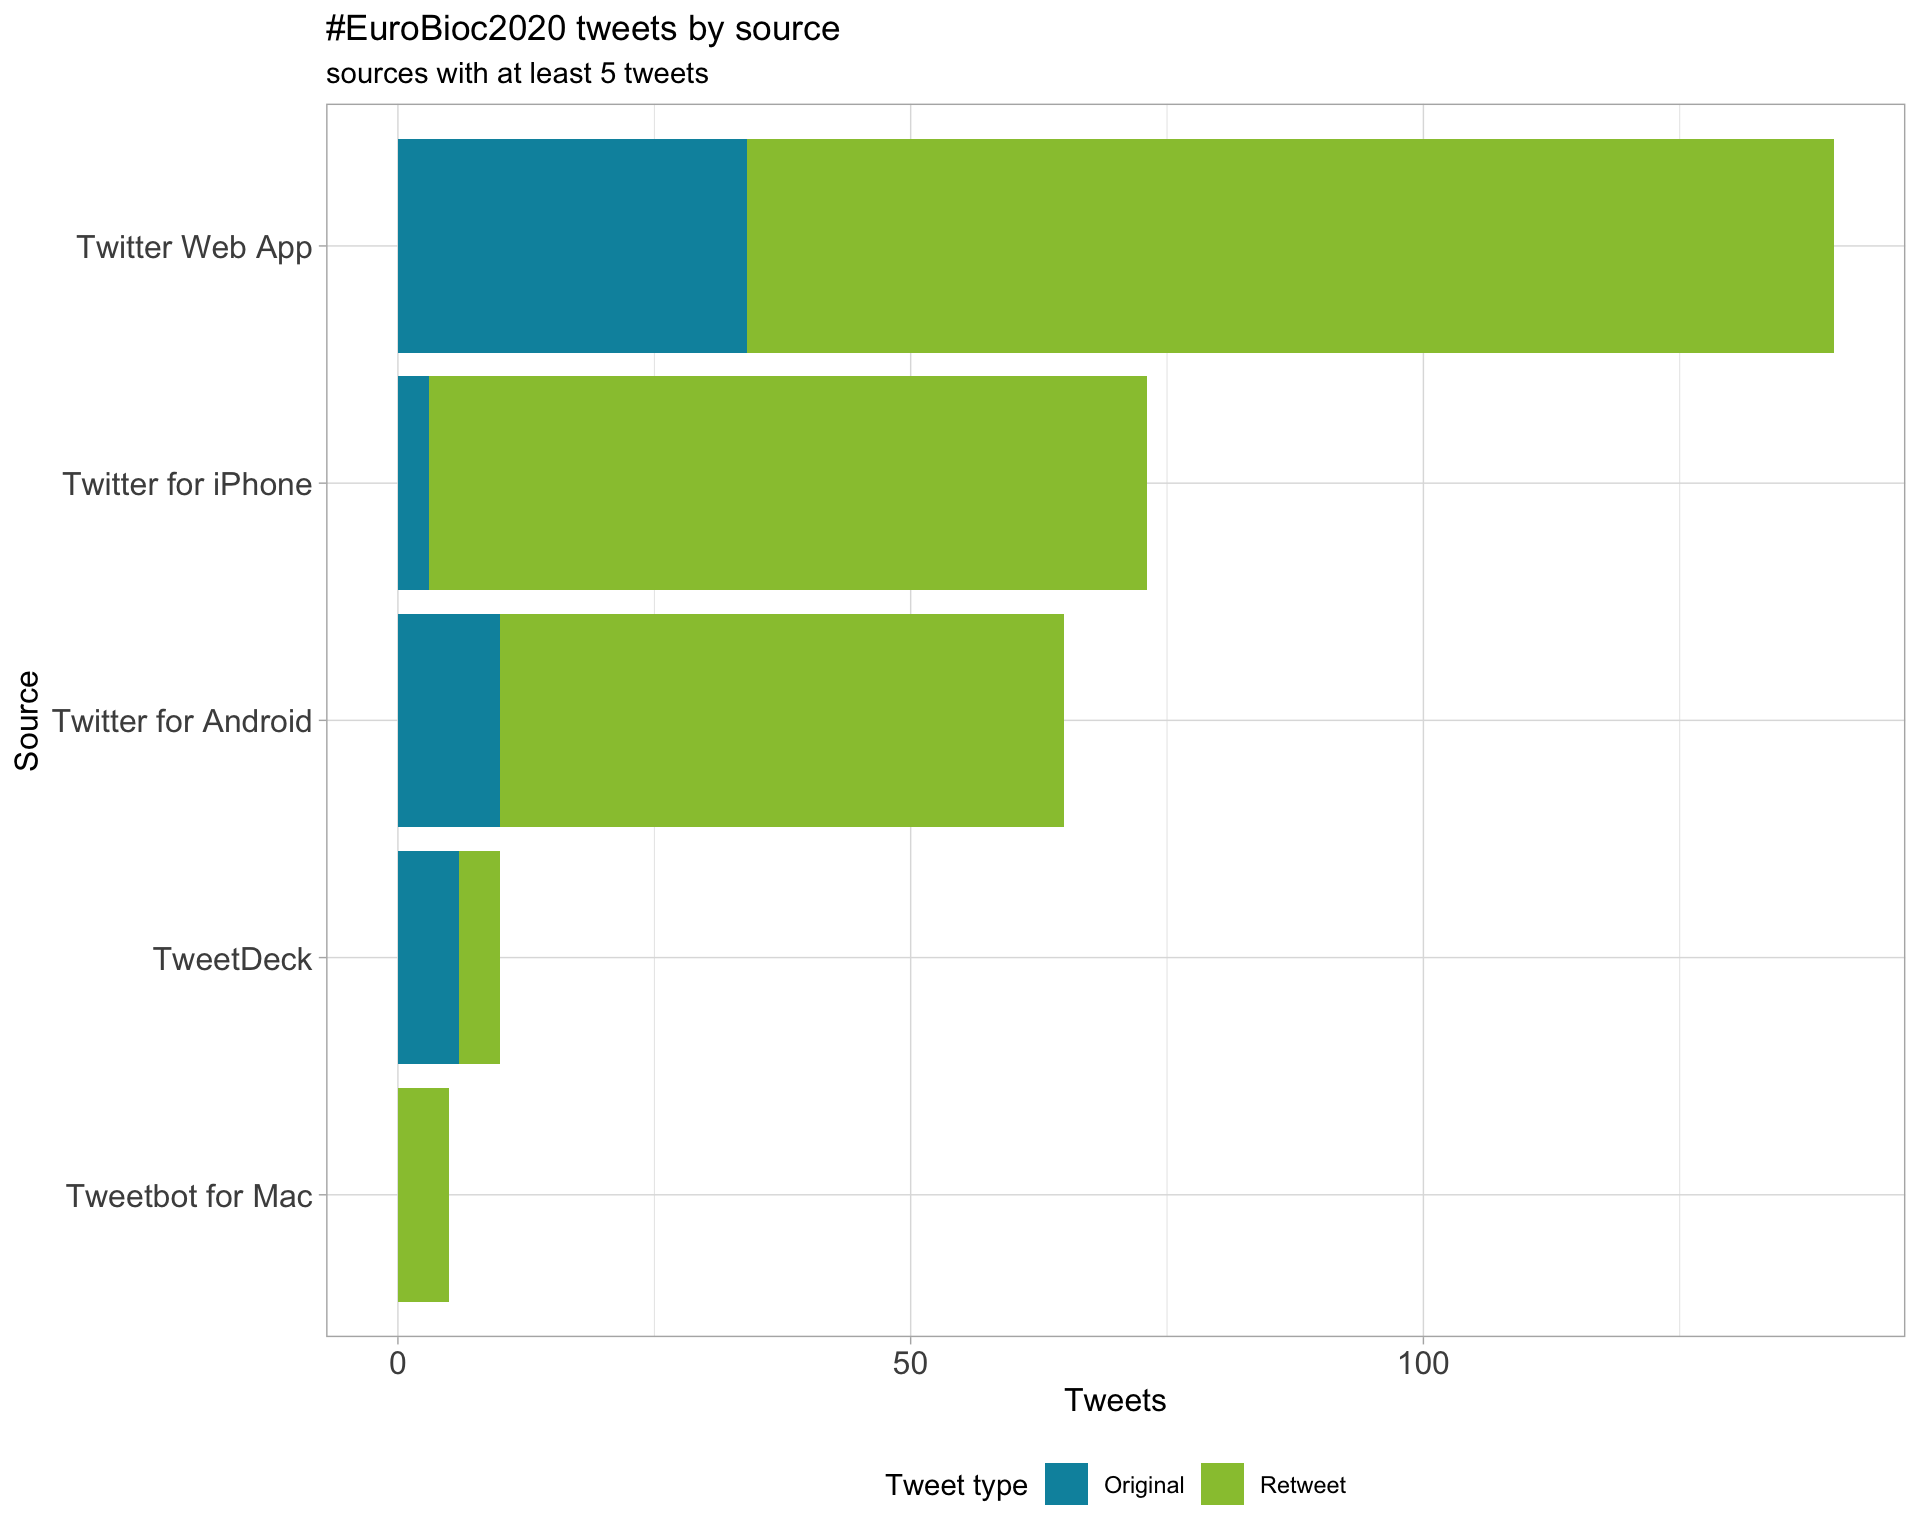 #EuroBioc2020 tweets by source
sources with at least 5 tweets
Source
Twitter Web App
Twitter for iPhone
Twitter for Android
TweetDeck
Tweetbot for Mac
0 50 100
Tweets
Tweet type Original Retweet